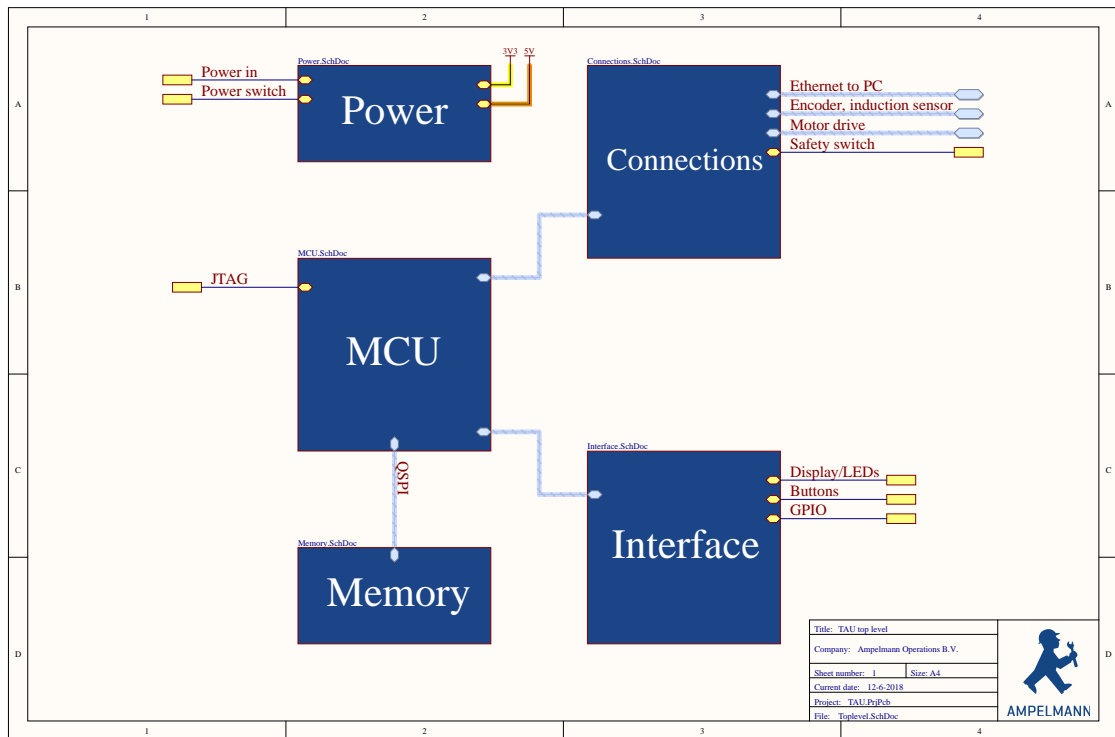 1 2 3 4
A A
B B
C C
D D
Power.SchDoc
3V3 5V
Power in
Power switch
Power
Connections.SchDoc
Ethernet to PC
Encoder, induction sensor
Motor drive
Safety switch
Connections
MCU.SchDoc
JTAG
MCU
QSPI
Interface.SchDoc
Display/LEDs
Buttons
GPIO
Interface
Memory.SchDoc
Memory
Title: TAU top level
Company: Ampelmann Operations B.V.
Sheet number: 1 Size: A4
Current date: 12-6-2018
Project: TAU.PrjPcb
File: Toplevel.SchDoc
AMPELMANN
1 2 3 4